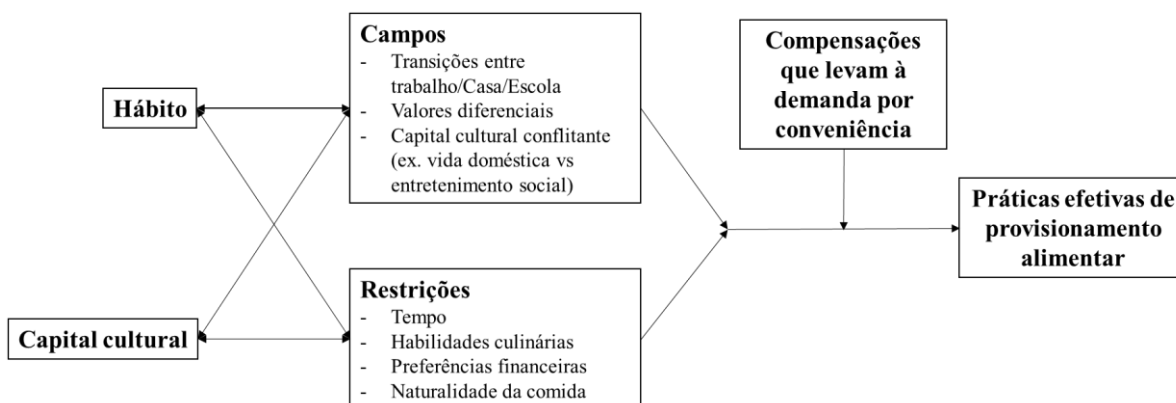 Hábito
Capital cultural
Campos
- Transições entre
trabalho/Casa/Escola
- Valores diferenciais
- Capital cultural conflitante
(ex. vida doméstica vs
entretenimento social)
Restrições
- Tempo
- Habilidades culinárias
- Preferências financeiras
- Naturalidade da comida
Compensações
que levam à
demanda por
conveniência
Práticas efetivas de
provisionamento
alimentar